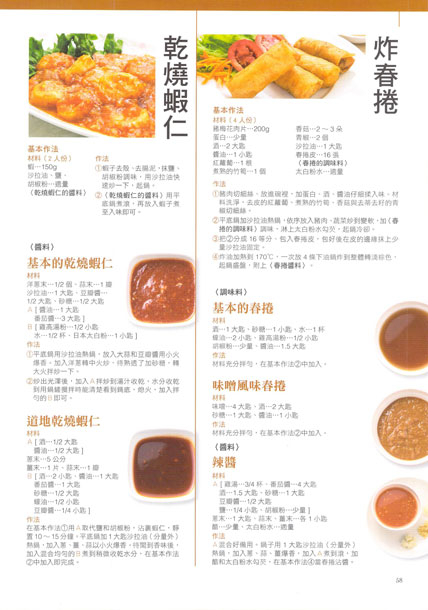 乾燒蝦仁
基本作法
材料（2人份）
蝦…150g
沙拉油、鹽、
胡椒粉…適量
《乾燒蝦仁的醬料》
作法
①蝦子去殼、去腸泥，抹鹽、
胡椒粉調味，用沙拉油快
速炒一下，起鍋。
②《乾燒蝦仁的醬料》用平
底鍋煮滾，再放入蝦子煮
至入味即可。
〈醬料〉
基本的乾燒蝦仁
材料
洋蔥末…1/2 個、蒜末…1 瓣
沙拉油…1 大匙、豆瓣醬…
1/2 大匙、砂糖…1/2 大匙
A［醬油…1 大匙
番茄醬…3 大匙］
B［雞高湯粉…1/2 小匙
水…1/2 杯、日本太白粉…1 小匙］
作法
①平底鍋用沙拉油熱鍋，放入大蒜和豆瓣醬用小火
爆香。加入洋蔥轉中火炒，待熟透了加砂糖，轉
大火拌炒一下。
②炒出光澤後，加入A拌炒到湯汁收乾。水分收乾
到用鍋鏟攪拌時能清楚看到鍋底，熄火，加入拌
勻的B即可。
道地乾燒蝦仁
材料
A［酒…1/2 大匙
醬油…1/2 大匙］
蔥末…5 公分
薑末…1 片、蒜末…1 瓣
B［酒…2 小匙、醬油…1 大匙
番茄醬…1 大匙
砂糖…1/2 大匙
蠔油…1/2 小匙
豆瓣醬…1/4 小匙］
作法
在基本作法①用A取代鹽和胡椒粉，沾裹蝦仁，靜
置 10～15 分鐘。平底鍋加 1 大匙沙拉油（分量外）
熱鍋，加入蔥、薑、蒜以小火爆香，待聞到香味後，
加入混合均勻的B煮到稍微收乾水分，在基本作法
②中加入即完成。
炸春捲
基本作法
材料（4人份）
豬梅花肉片…200g
蛋白…少量
酒…2 大匙
醬油…1 小匙
紅蘿蔔…1 根
煮熟的竹筍…1 個
香菇…2～3 朵
青椒…2 個
沙拉油…1 大匙
春捲皮…16 張
《春捲的調味料》
太白粉水…適量
作法
①豬肉切細絲，放進碗裡，加蛋白、酒、醬油仔細揉入味。材
料洗淨，去皮的紅蘿蔔、煮熟的竹筍、香菇與去蒂去籽的青
椒切細絲。
②平底鍋加沙拉油熱鍋，依序放入豬肉、蔬菜炒到變軟，加《春
捲的調味料》調味。淋上太白粉水勾芡，起鍋冷卻。
③把②分成 16 等分，包入春捲皮，包好後在皮的邊緣抹上少
量沙拉油固定。
④炸油加熱到 170℃，一次放 4 條下油鍋炸到整體轉淡棕色，
起鍋盛盤，附上《春捲醬料》。
〈調味料〉
基本的春捲
材料
酒…1 大匙、砂糖…1 小匙、水…1 杯
蠔油…2 小匙、雞高湯粉…1/2 小匙
胡椒粉…少量、醬油…1.5 大匙
作法
材料充分拌勻，在基本作法②中加入。
味噌風味春捲
材料
味噌…4 大匙、酒…2 大匙
砂糖…1 大匙、醬油…1 小匙
作法
材料充分拌勻，在基本作法②中加入。
〈醬料〉
辣醬
材料
A［雞湯…3/4 杯、番茄醬…4 大匙
酒…1.5 大匙、砂糖…1 大匙
豆瓣醬…1/2 大匙
鹽…1/4 小匙、胡椒粉…少量］
蔥末…1 大匙、蒜末、薑末…各 1 小匙
醋…少量、太白粉水…適量
作法
A混合好備用。鍋子用 1 大匙沙拉油（分量外）
熱鍋，加入蔥、蒜、薑爆香，加入A煮到滾，加
醋和太白粉水勾芡，在基本作法④當春捲沾醬。
58